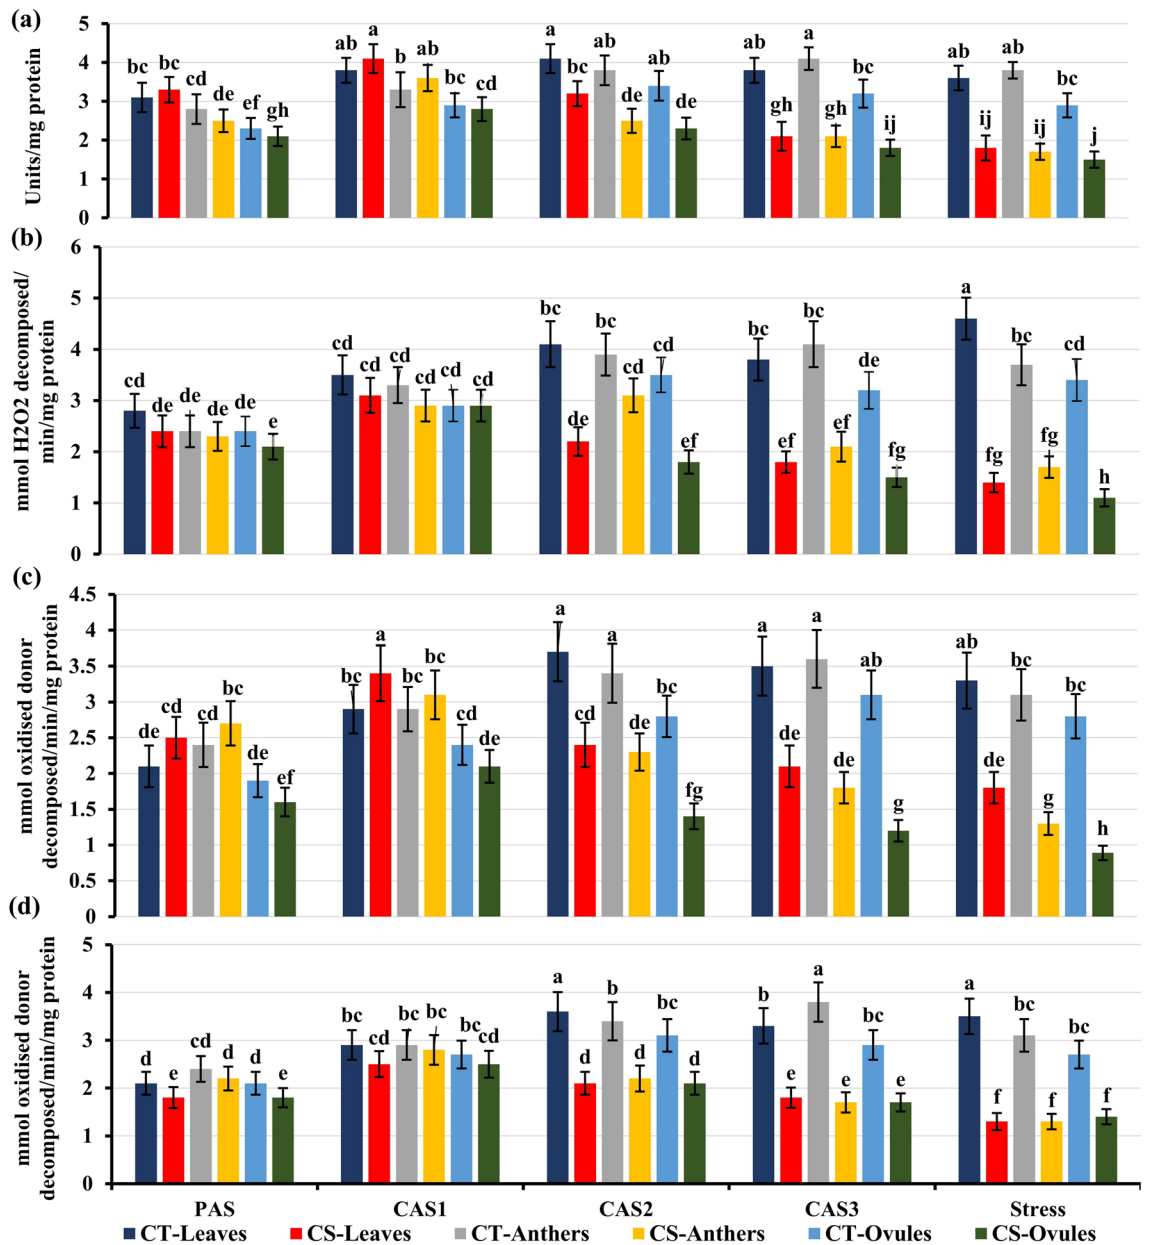 (a)
Units/mg protein
5
4
3
2
1
0
bc bc cd de ef gh
ab a b ab bc cd
a bc ab de bc de
ab gh a gh bc ij
ab ij ab ij bc j
(b)
mmol H2O2 decomposed/
min/mg protein
6
5
4
3
2
1
0
cd de de de de e
cd cd cd cd cd cd
bc de bc cd cd ef
bc ef bc ef de fg
a fg bc fg cd h
(c)
mmol oxidised donor
decomposed/min/mg protein
4.5
4
3.5
3
2.5
2
1.5
1
0.5
0
de cd cd bc de ef
bc a bc bc cd de
a cd a de bc fg
a de a d ab g
ab d bc g bc h
(d)
mmol oxidised donor
decomposed/min/mg protein
5
4
3
2
1
0
d e cd d d e
bc cd bc bc bc cd
a d b d bc d
b e a e bc e
a f bc f bc f
PAS CAS1 CAS2 CAS3 Stress
CT-Leaves CS-Leaves CT-Anthers CS-Anthers CT-Ovules CS-Ovules